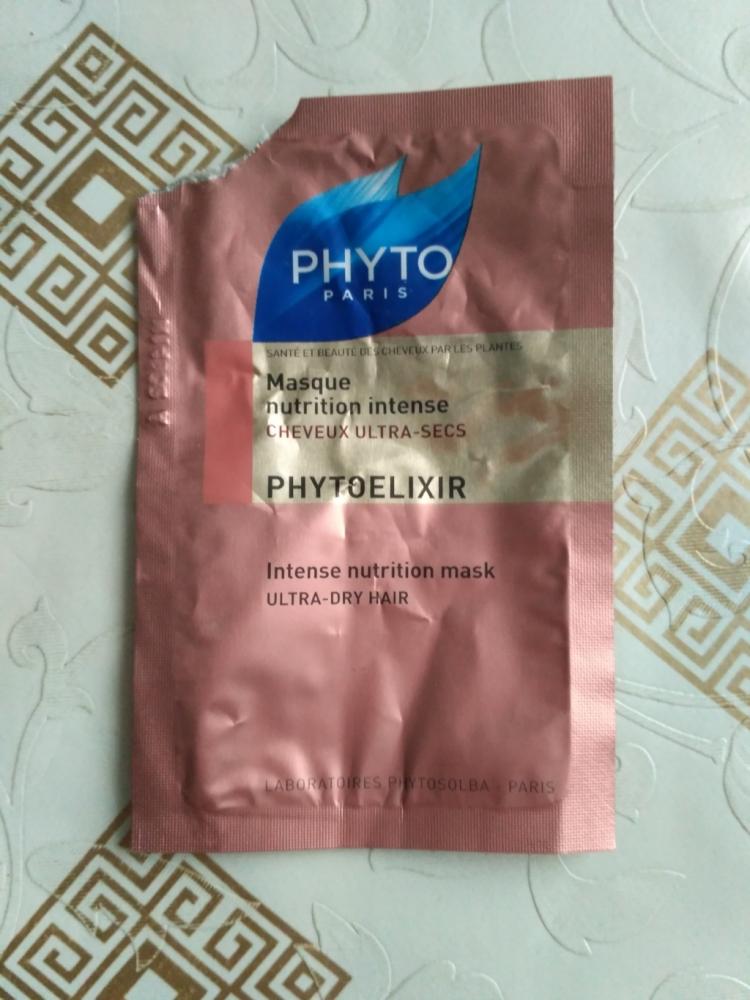 PHYTO
PARIS
SANTÉ ET BEAUTÉ DES CHEVEUX PAR LES PLANTES
Masque
nutrition intense
CHEVEUX ULTRA-SECS
PHYTOELIXIR
Intense nutrition mask
ULTRA-DRY HAIR
LABORATOIRES PHYTOSOLBA - PARIS